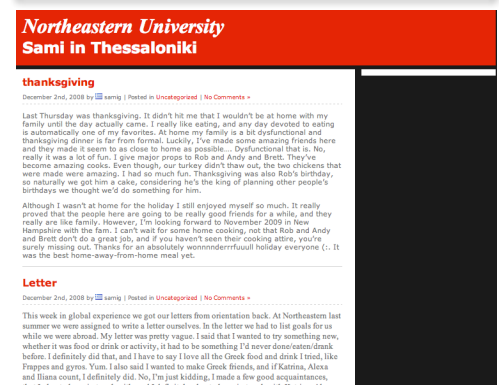 Northeastern University
Sami in Thessaloniki
thanksgiving
December 2nd, 2008 by samig | Posted in Uncategorized | No Comments »
Last Thursday was thanksgiving. It didn't hit me that I wouldn't be at home with my
family until the day actually came. I really like eating, and any day devoted to eating
is automatically one of my favorites. At home my family is a bit dysfunctional and
thanksgiving dinner is far from formal. Luckily, I've made some amazing friends here
and they made it seem to as close to home as possible…. Dysfunctional that is. No,
really it was a lot of fun. I give major props to Rob and Andy and Brett. They've
become amazing cooks. Even though, our turkey didn't thaw out, the two chickens that
were made were amazing. I had so much fun. Thanksgiving was also Rob's birthday,
so naturally we got him a cake, considering he's the king of planning other people's
birthdays we thought we'd do something for him.
Although I wasn't at home for the holiday I still enjoyed myself so much. It really
proved that the people here are going to be really good friends for a while, and they
really are like family. However, I'm looking forward to November 2009 in New
Hampshire with the fam. I can't wait for some home cooking, not that Rob and Andy
and Brett don't do a great job, and if you haven't seen their cooking attire, you're
surely missing out. Thanks for an absolutely wonnnnderrrfuuull holiday everyone (:. It
was the best home-away-from-home meal yet.
Letter
December 2nd, 2008 by samig | Posted in Uncategorized | No Comments »
This week in global experience we got our letters from orientation back. At Northeastern last
summer we were assigned to write a letter ourselves. In the letter we had to list goals for us
while we were abroad. My letter was pretty vague. I said that I wanted to try something new,
whether it was food or drink or activity, it had to be something I'd never done/eaten/drank
before. I definitely did that, and I have to say I love all the Greek food and drink I tried, like
Frappes and gyros. Yum. I also said I wanted to make Greek friends, and if Katrina, Alexa
and Iliana count, I definitely did. No, I'm just kidding, I made a few good acquaintances,